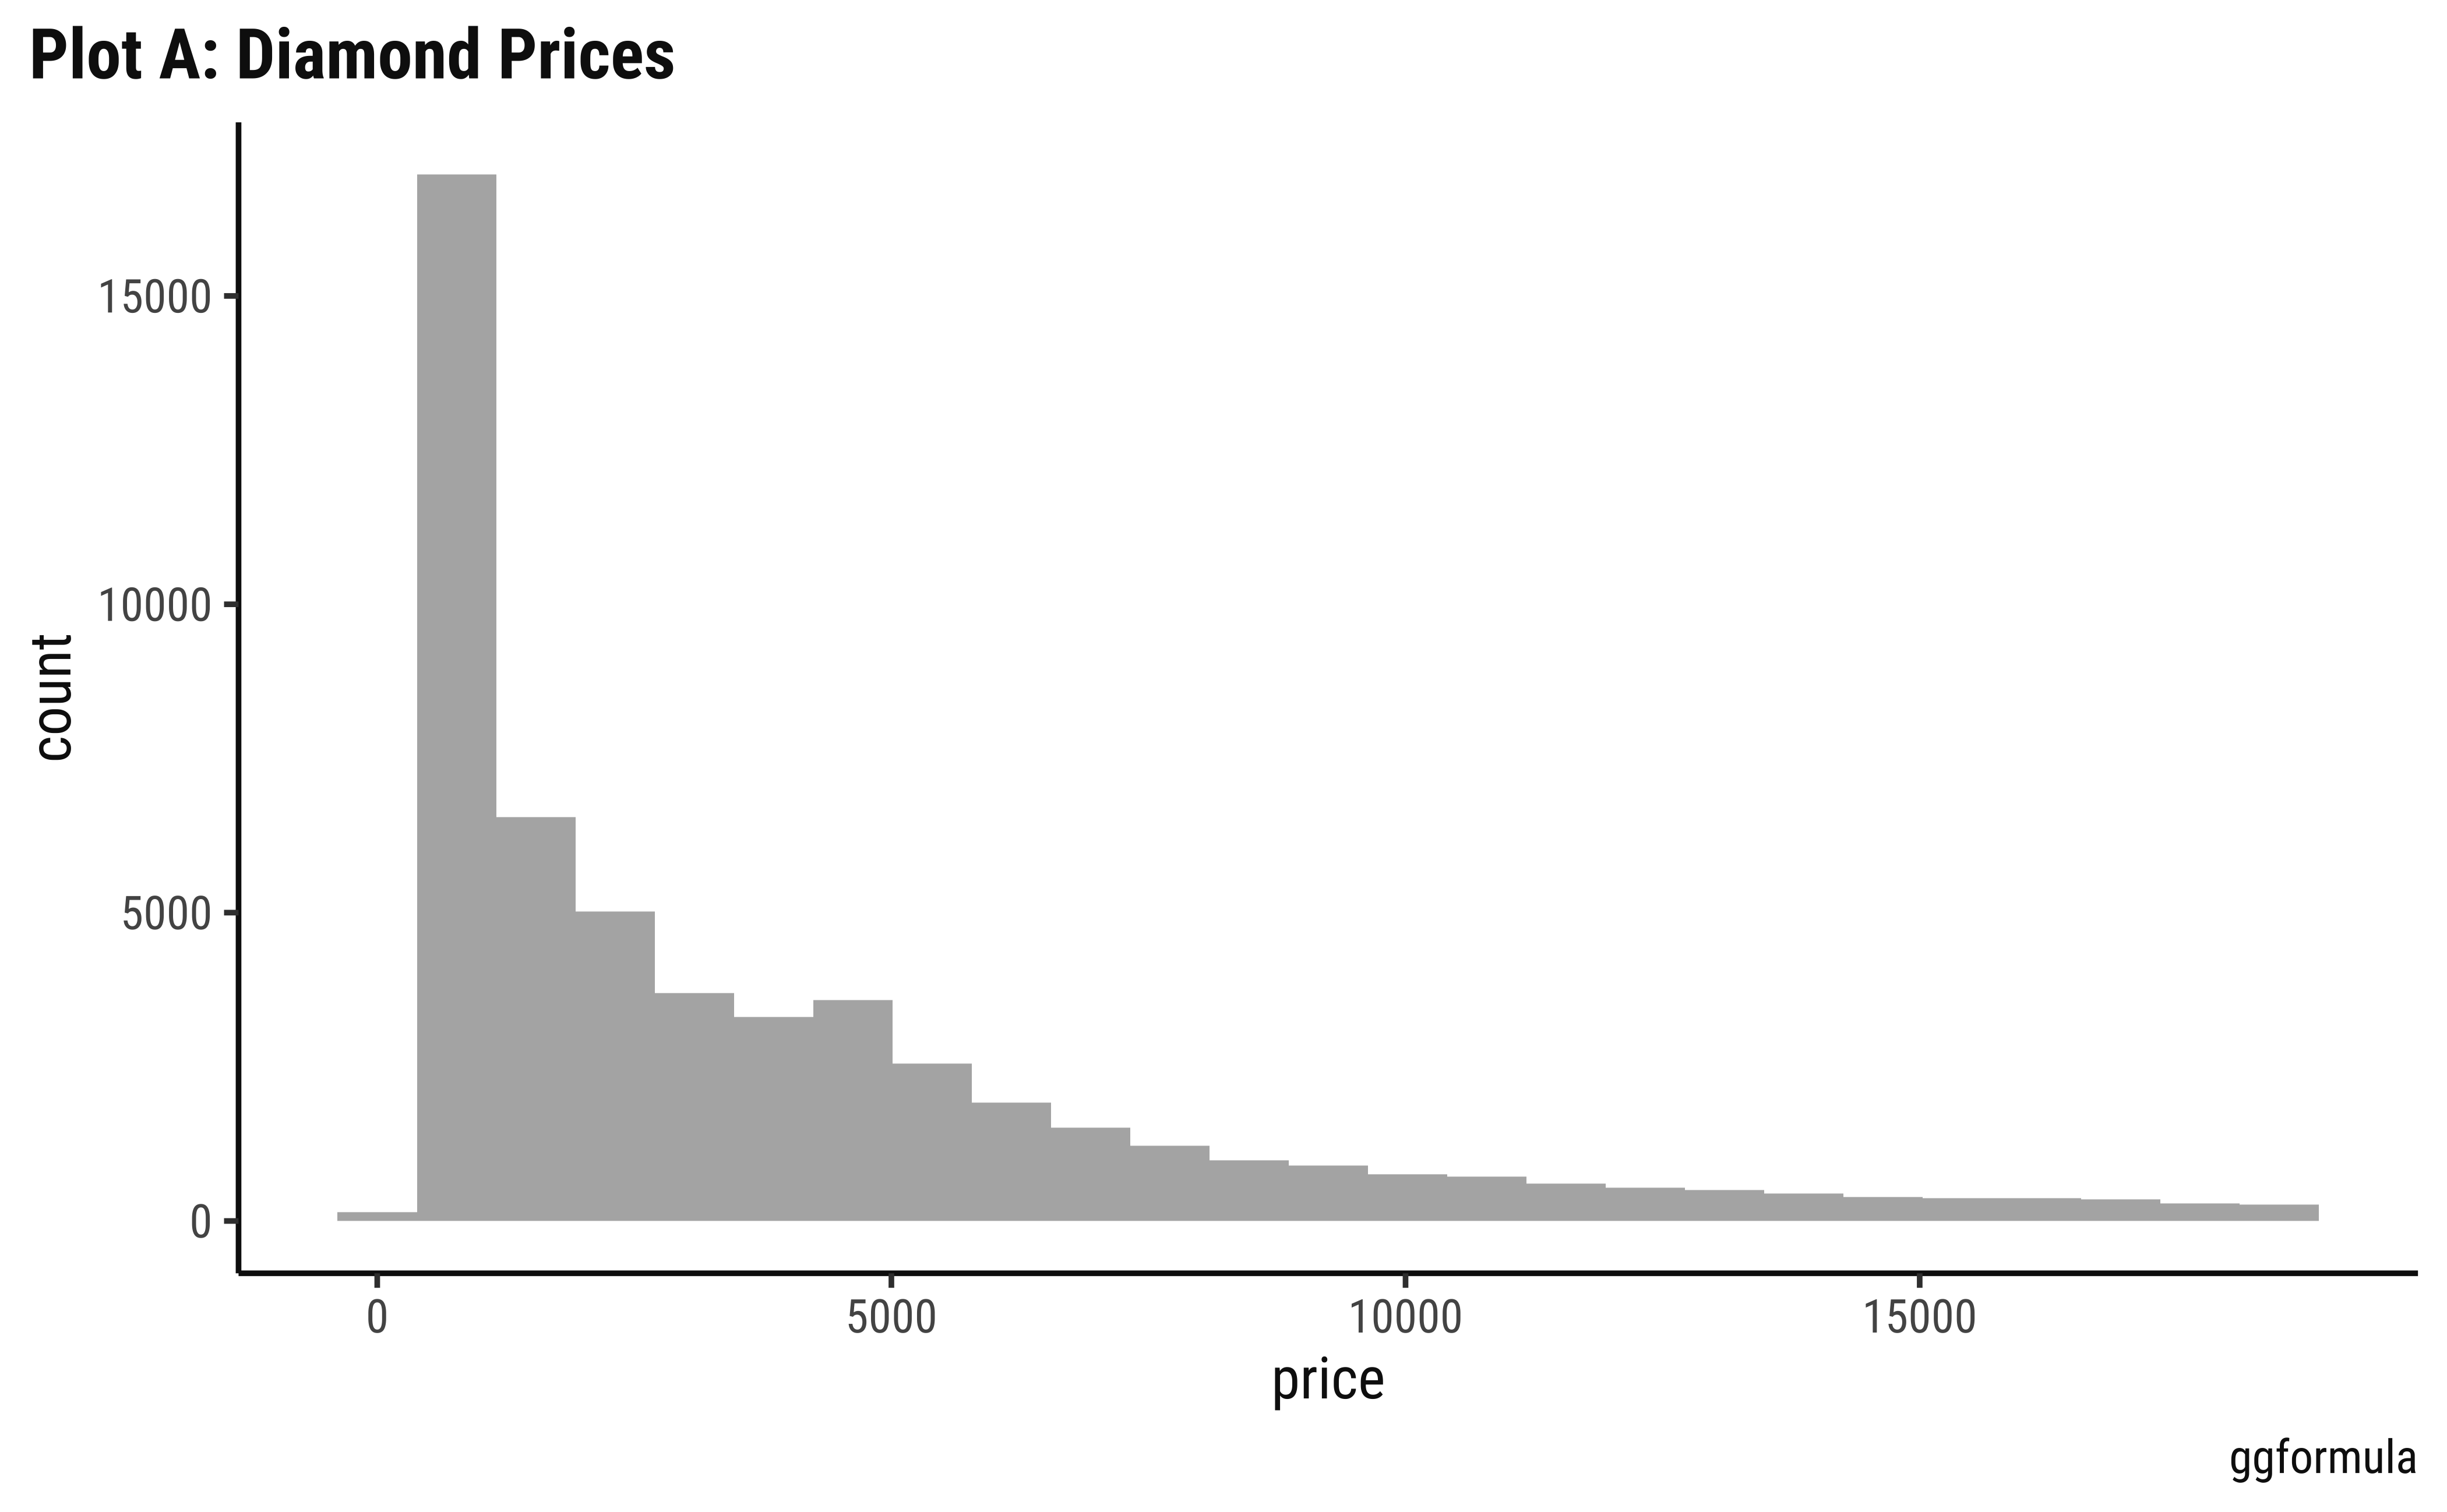 Plot A: Diamond Prices
count
15000
10000
5000
0
0 5000 10000 15000
price
ggformula